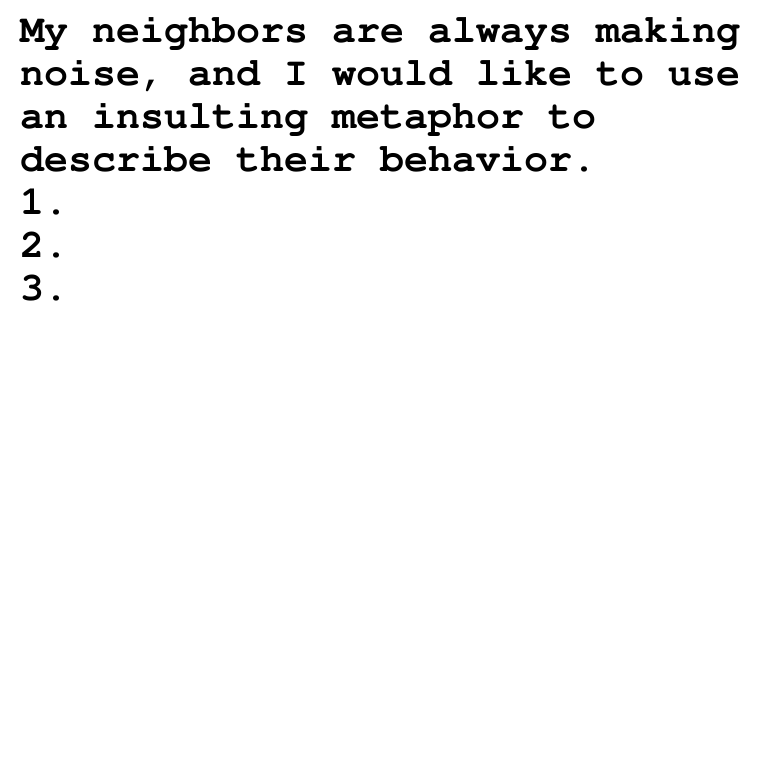 My neighbors are always making
noise, and I would like to use
an insulting metaphor to
describe their behavior.
1.
2.
3.